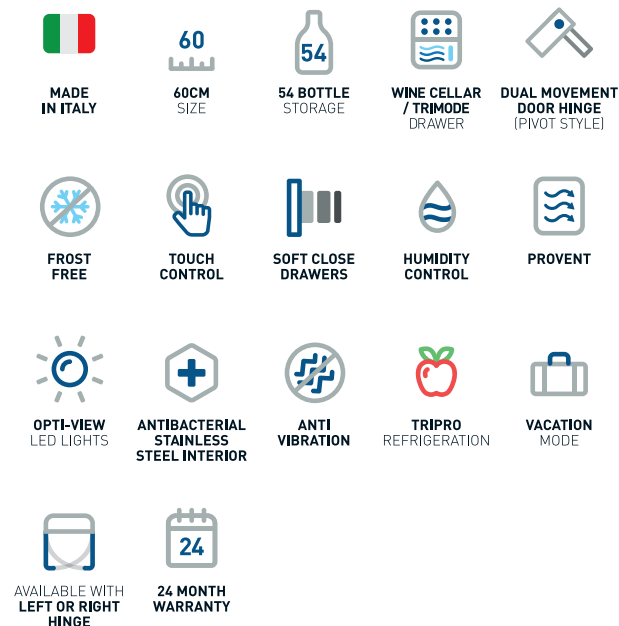 MADE
IN ITALY
60
60CM
SIZE
54
54 BOTTLE
STORAGE
WINE CELLAR
/ TRIMODE
DRAWER
DUAL MOVEMENT
DOOR HINGE
(PIVOT STYLE)
FROST
FREE
TOUCH
CONTROL
SOFT CLOSE
DRAWERS
HUMIDITY
CONTROL
PROVENT
OPTI-VIEW
LED LIGHTS
ANTIBACTERIAL
STAINLESS
STEEL INTERIOR
ANTI
VIBRATION
TRIPRO
REFRIGERATION
VACATION
MODE
AVAILABLE WITH
LEFT OR RIGHT
HINGE
24
24 MONTH
WARRANTY